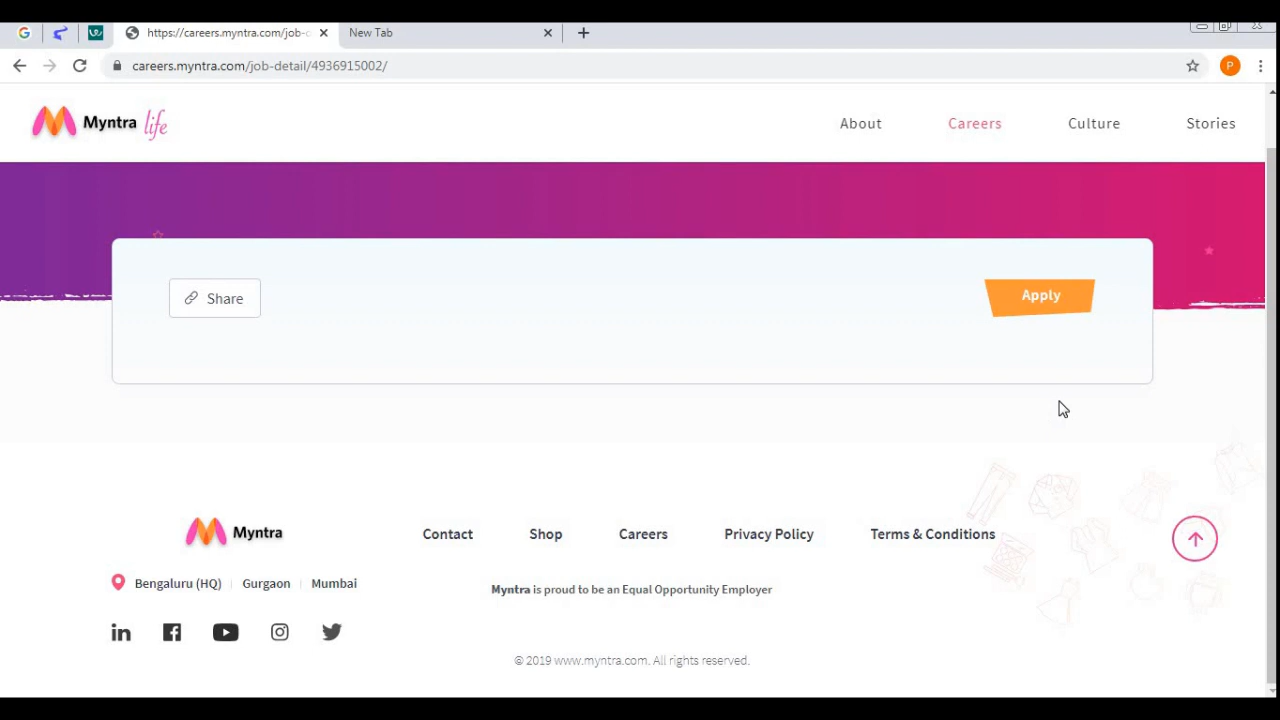 https://careers.myntra.com/job-d
New Tab
careers.myntra.com/job-detail/4936915002/
P
Myntra life
About
Careers
Culture
Stories
Share
Apply
Myntra
Contact
Shop
Careers
Privacy Policy
Terms & Conditions
Bengaluru (HQ)
Gurgaon
Mumbai
Myntra is proud to be an Equal Opportunity Employer
© 2019 www.myntra.com. All rights reserved.